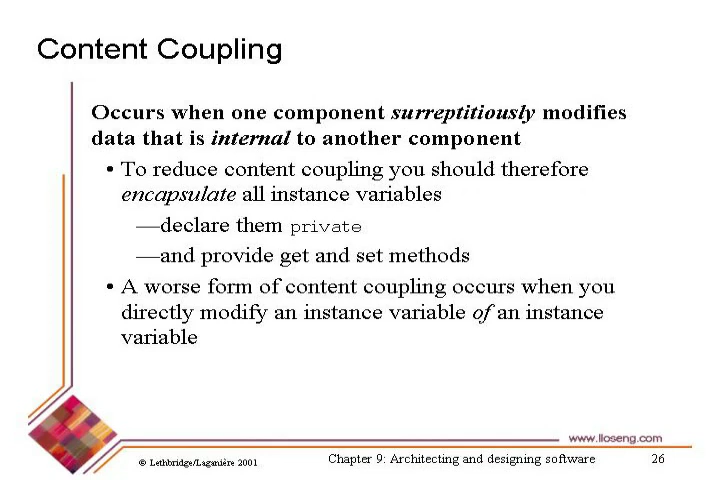 Content Coupling
Occurs when one component surreptitiously modifies
data that is internal to another component
• To reduce content coupling you should therefore
encapsulate all instance variables
—declare them private
—and provide get and set methods
• A worse form of content coupling occurs when you
directly modify an instance variable of an instance
variable
www.lloseng.com
© Lethbridge/Laganière 2001
Chapter 9: Architecting and designing software
26